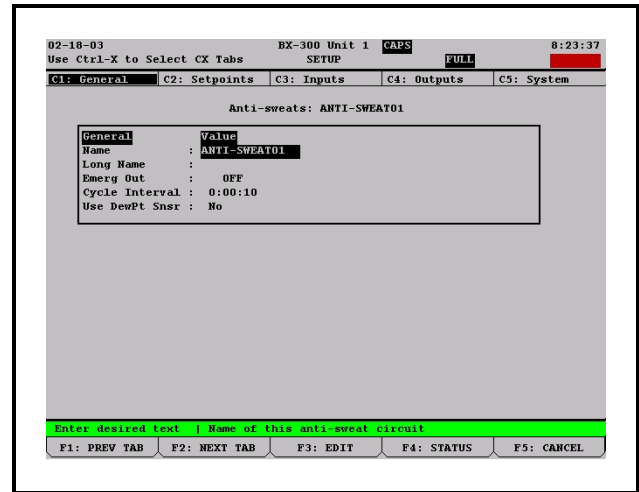 02-18-03 BX-300 Unit 1 CAPS 8:23:37
Use Ctrl-X to Select CX Tabs SETUP FULL
C1: General C2: Setpoints C3: Inputs C4: Outputs C5: System
Anti-sweats: ANTI-SWEAT01
General Value
Name : ANTI-SWEAT01
Long Name :
Emerg Out : OFF
Cycle Interval : 0:00:10
Use DewPt Snsr : No
Enter desired text | Name of this anti-sweat circuit
F1: PREV TAB F2: NEXT TAB F3: EDIT F4: STATUS F5: CANCEL